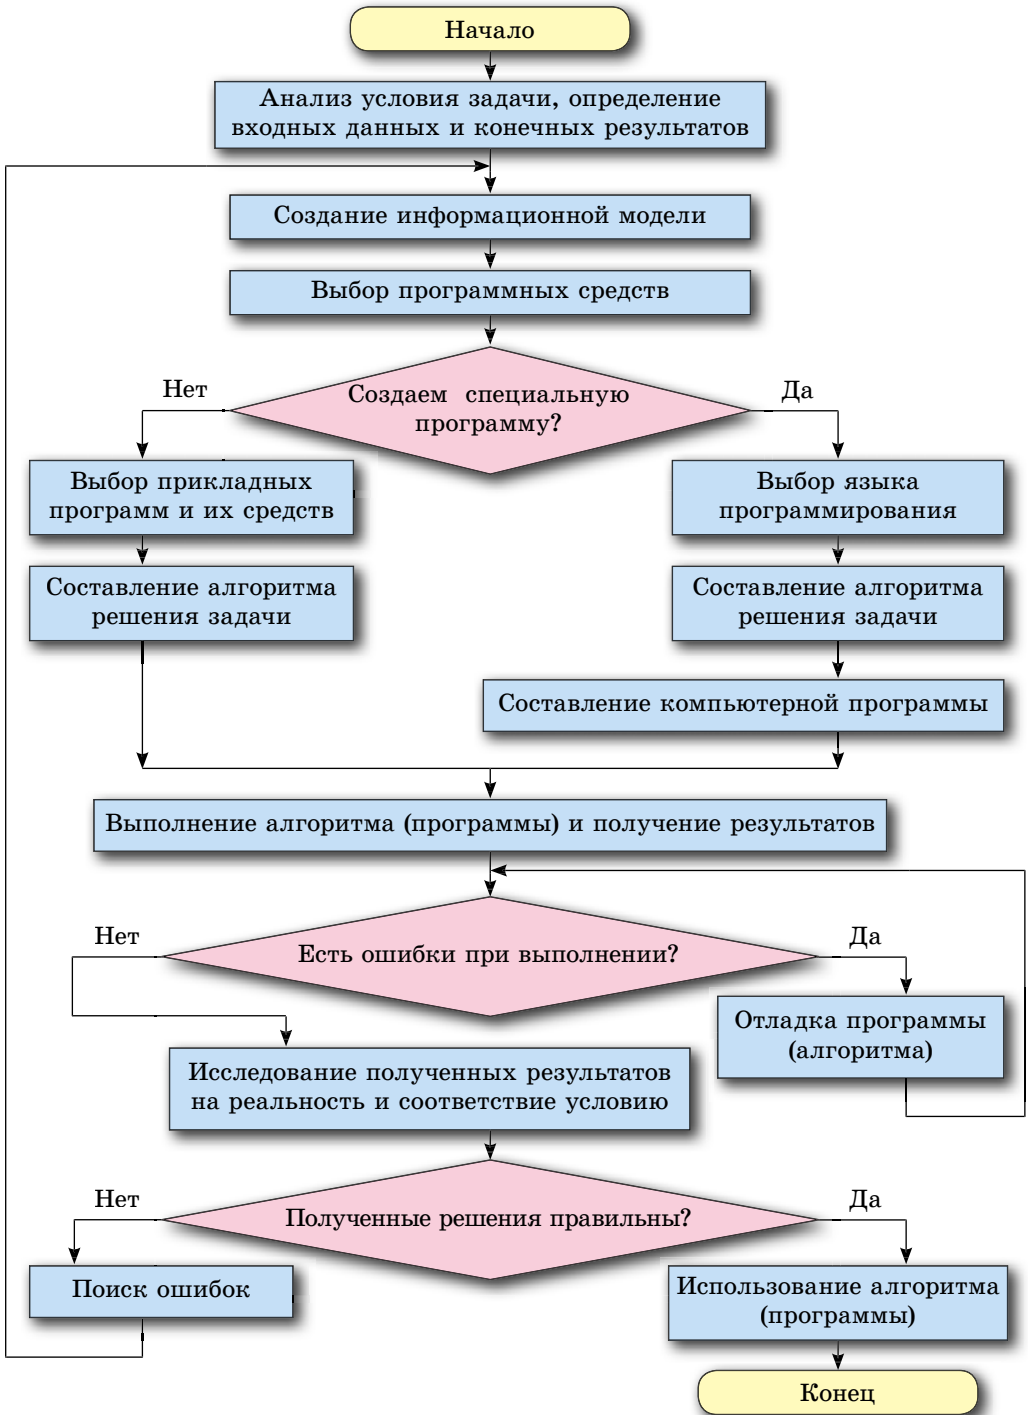 Начало
Анализ условия задачи, определение
входных данных и конечных результатов
Создание информационной модели
Выбор программных средств
Создаем специальную
программу?
Нет
Да
Выбор прикладных
программ и их средств
Выбор языка
программирования
Составление алгоритма
решения задачи
Составление алгоритма
решения задачи
Составление компьютерной программы
Выполнение алгоритма (программы) и получение результатов
Есть ошибки при выполнении?
Нет
Да
Отладка программы
(алгоритма)
Исследование полученных результатов
на реальность и соответствие условию
Полученные решения правильны?
Нет
Да
Поиск ошибок
Использование алгоритма
(программы)
Конец